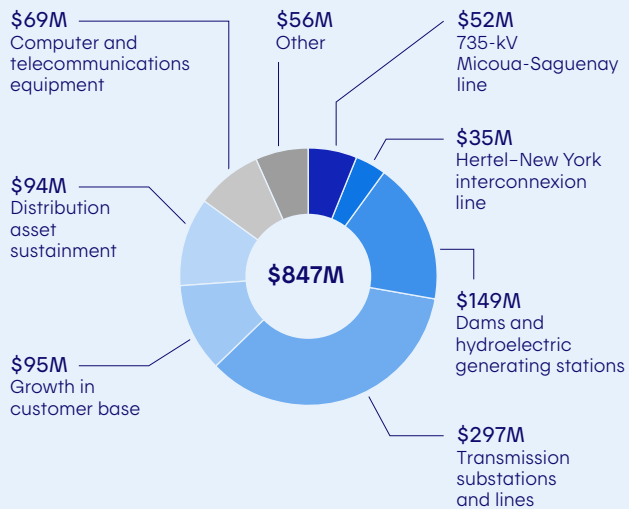 $69M
Computer and
telecommunications
equipment
$56M
Other
$52M
735-kV
Micoua-Saguenay
line
$35M
Hertel–New York
interconnexion
line
$94M
Distribution
asset
sustainment
$847M
$149M
Dams and
hydroelectric
generating stations
$95M
Growth in
customer base
$297M
Transmission
substations
and lines